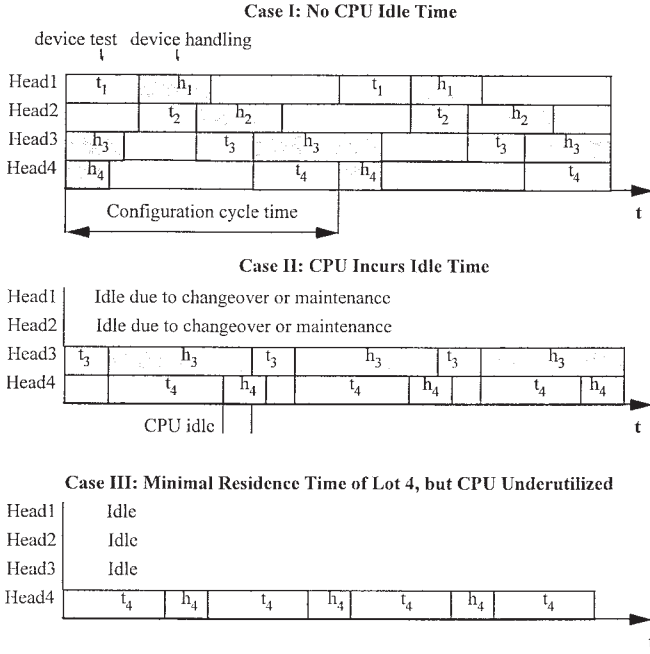 Case I: No CPU Idle Time
device test device handling
Head1 t1 h1 t1 h1
Head2 t2 h2 t2 h2
Head3 h3 t3 h3 t3 h3
Head4 h4 t4 h4 t4
Configuration cycle time t
Case II: CPU Incurs Idle Time
Head1 Idle due to changeover or maintenance
Head2 Idle due to changeover or maintenance
Head3 t3 h3 t3 h3 t3 h3
Head4 t4 h4 t4 h4 t4 h4
CPU idle t
Case III: Minimal Residence Time of Lot 4, but CPU Underutilized
Head1 Idle
Head2 Idle
Head3 Idle
Head4 t4 h4 t4 h4 t4 h4 t4